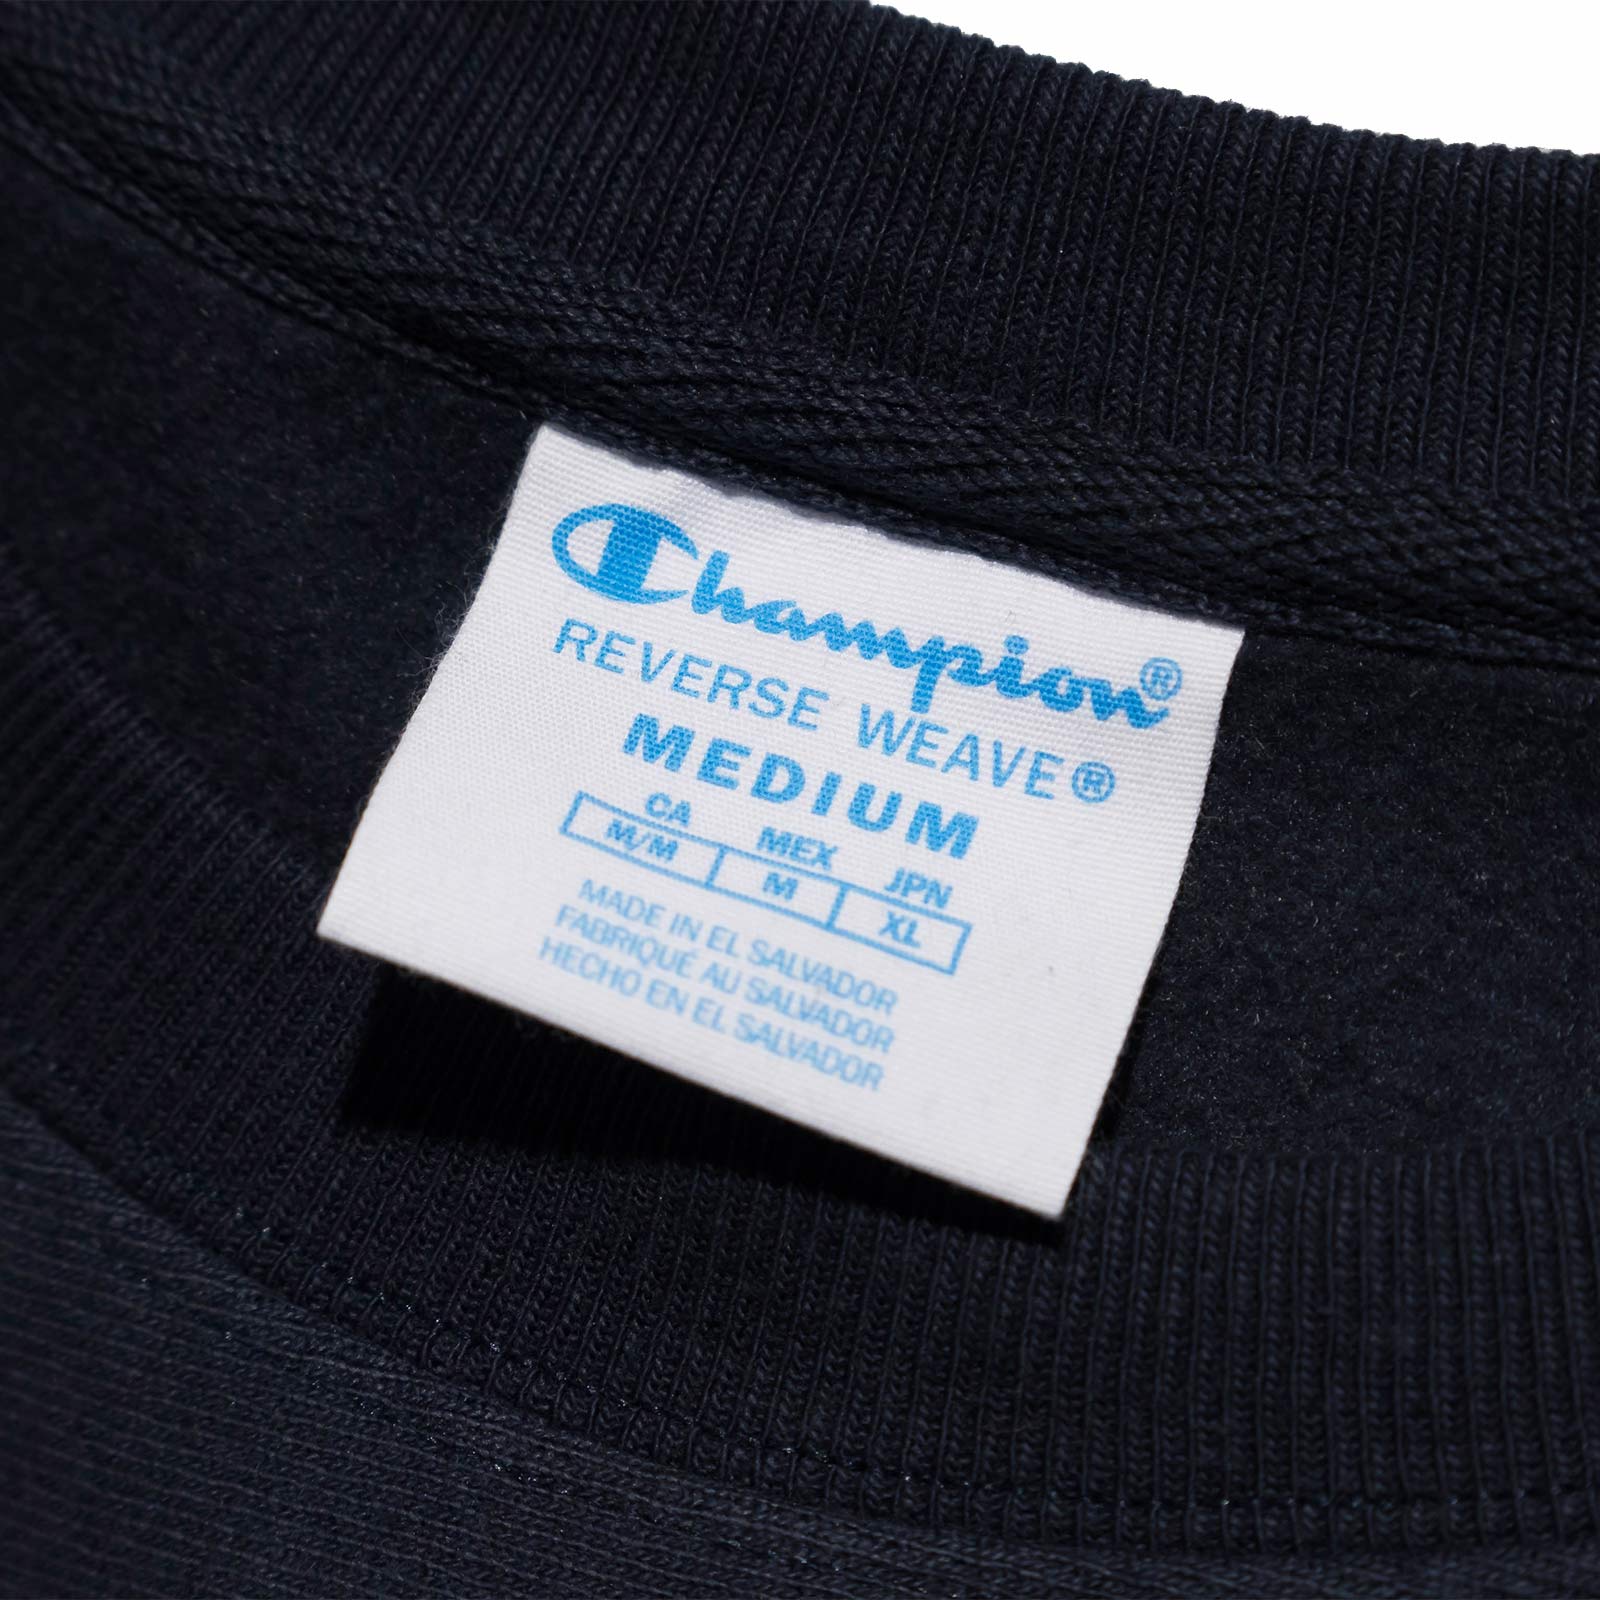 Champion®
REVERSE WEAVE®
MEDIUM
CA MEX JPN
M/M M XL
MADE IN EL SALVADOR
FABRIQUÉ AU SALVADOR
HECHO EN EL SALVADOR